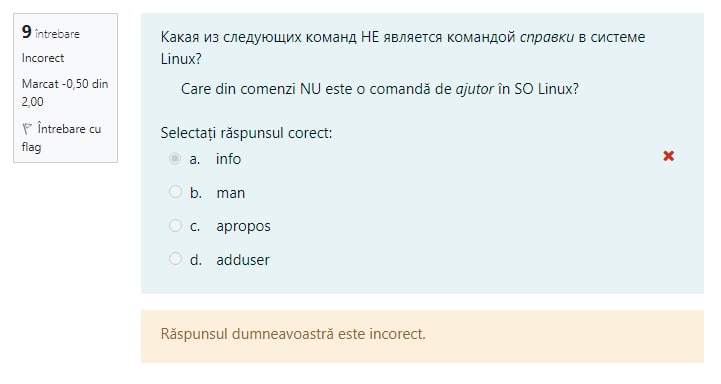 9 întrebare
Incorect
Marcat -0,50 din
2,00
Întrebare cu
flag
Какая из следующих команд НЕ является командой справки в системе
Linux?
Care din comenzi NU este o comandă de ajutor în SO Linux?
Selectați răspunsul corect:
a. info
b. man
c. apropos
d. adduser
Răspunsul dumneavoastră este incorect.